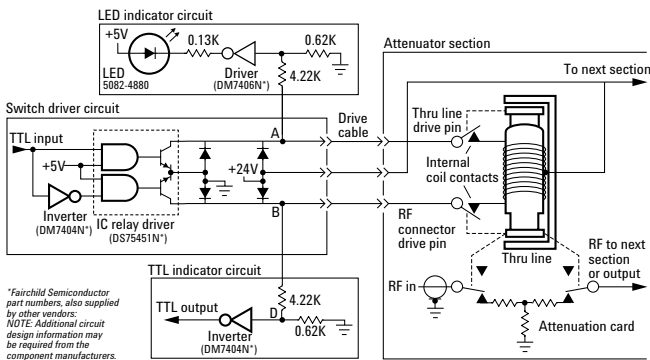 LED indicator circuit
+5V
0.13K
0.62K
LED
5082-4880
Driver
(DM7406N*)
4.22K
Attenuator section
To next section
Switch driver circuit
TTL input
+5V
Inverter
(DM7404N*)
IC relay driver
(DS75451N*)
+24V
A
B
Drive
cable
Thru line
drive pin
Internal
coil contacts
RF
connector
drive pin
Thru line
RF to next
section
or output
RF in
Attenuation card
TTL indicator circuit
TTL output
4.22K
D
0.62K
Inverter
(DM7404N*)
*Fairchild Semiconductor
part numbers, also supplied
by other vendors:
NOTE: Additional circuit
design information may
be required from the
component manufacturers.